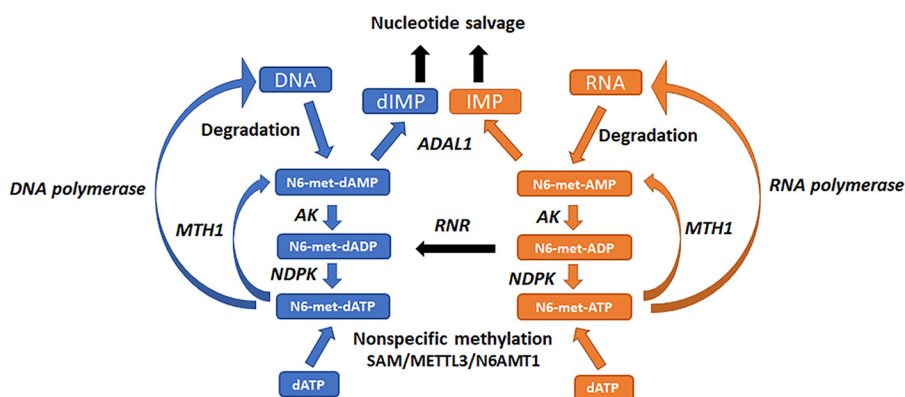 Nucleotide salvage
DNA
dIMP
IMP
RNA
Degradation
ADAL1
Degradation
DNA polymerase
N6-met-dAMP
N6-met-AMP
RNA polymerase
MTH1
AK
RNR
AK
MTH1
N6-met-dADP
N6-met-ADP
NDPK
NDPK
N6-met-dATP
N6-met-ATP
Nonspecific methylation
SAM/METTL3/N6AMT1
dATP
dATP